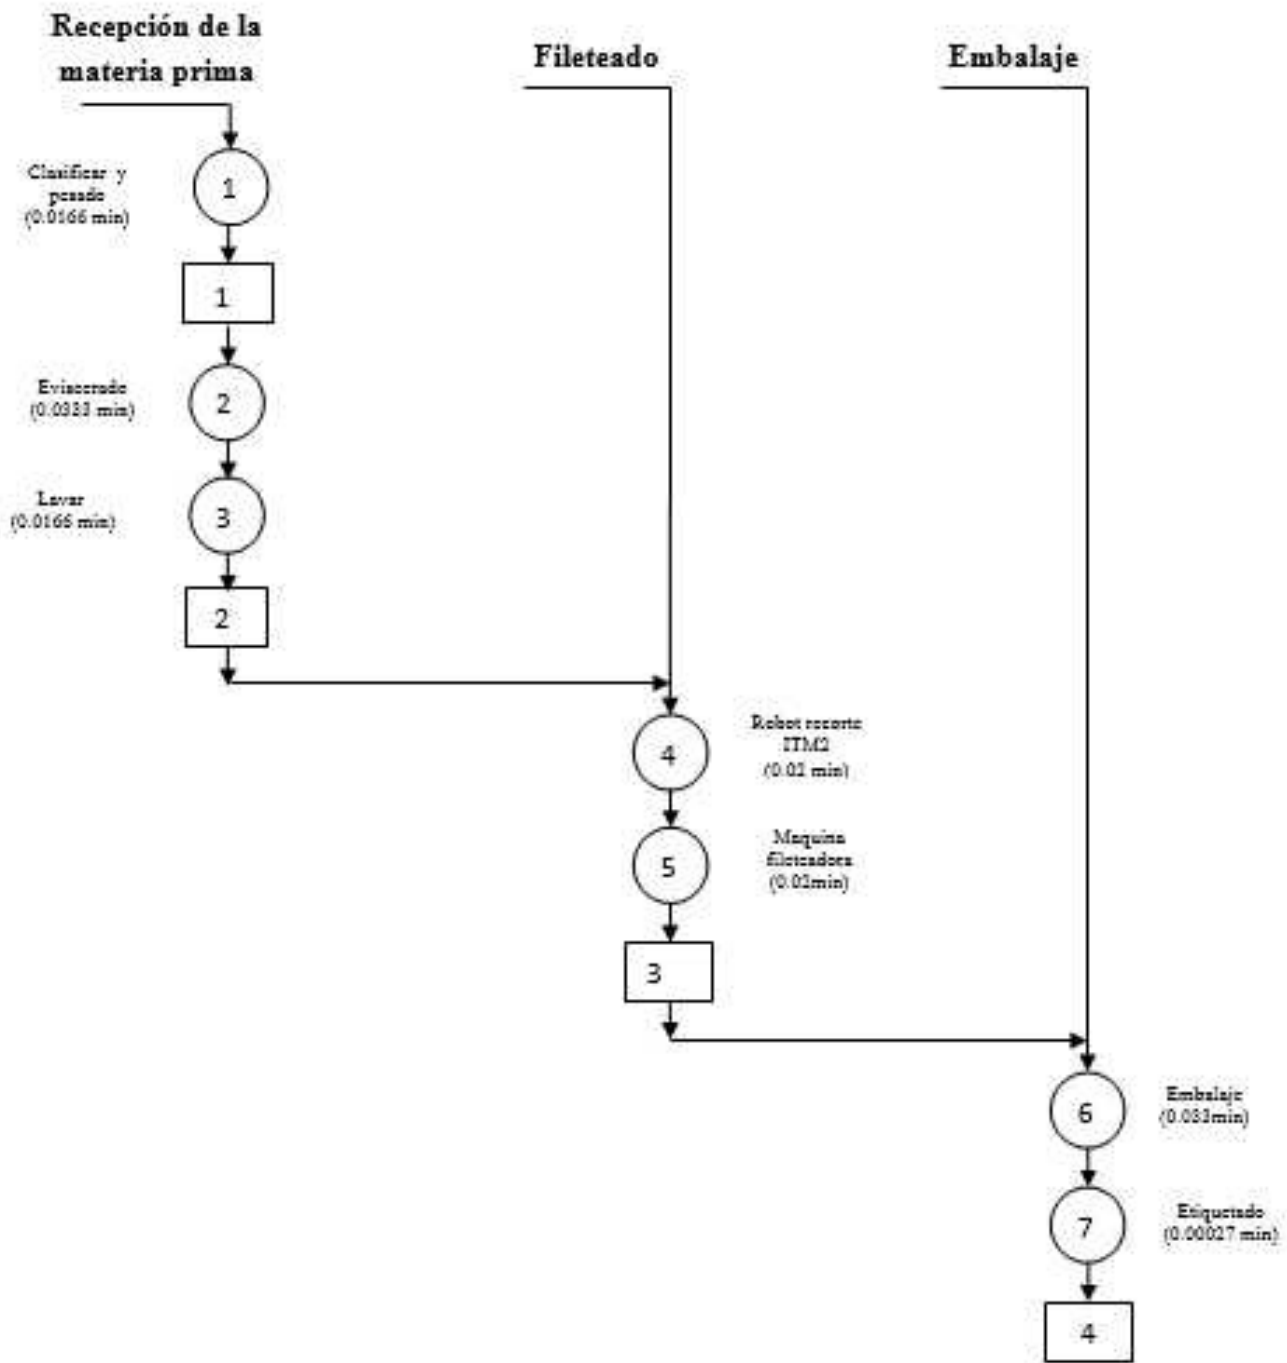 Recepción de la
materia prima
Fileteado
Embalaje
Clasificar y
pesado
(0.0166 min)
1
1
Eviscerado
(0.0333 min)
2
Lavar
(0.0166 min)
3
2
4
Robot recorte
ITM2
(0.02 min)
5
Maquina
fileteadora
(0.02min)
3
6
Embalaje
(0.033min)
7
Etiquetado
(0.00027 min)
4